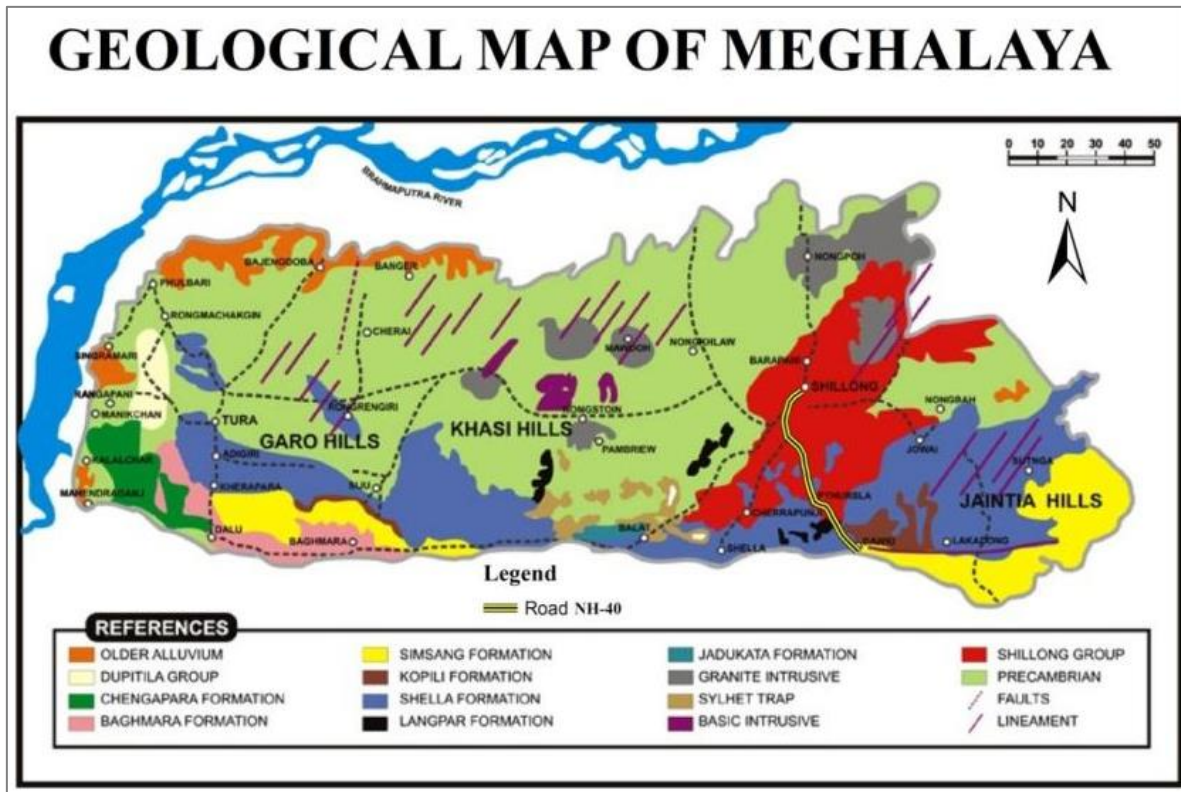 GEOLOGICAL MAP OF MEGHALAYA
0 10 20 30 40 50
BRAHMAPUTRA RIVER
N
NONGPOH
BAJENGDOBA
BANGER
PHULBARI
RONGMACHAKGIN
CHERAI
SINGRAMARI
MAWDOH
NONGKHLAW
BARAPANI
SHILLONG
RANGAPANI
MANIKCHAN
RONGRENGIRI
NONGSTOIN
NONGBAH
TURA
GARO HILLS
KHASI HILLS
PAMBRIEW
JOWAI
ADIGIRI
KALALCHAR
SUTNGA
KHERAPARA
SIJU
MAHENDRAGANJ
CHERRAPUNJI
JAINTIA HILLS
DALU
BAGHMARA
BALAT
SHELLA
LAKADONG
Legend
Road NH-40
REFERENCES
OLDER ALLUVIUM SIMSANG FORMATION JADUKATA FORMATION SHILLONG GROUP
DUPITILA GROUP KOPILI FORMATION GRANITE INTRUSIVE PRECAMBRIAN
CHENGAPARA FORMATION SHELLA FORMATION SYLHET TRAP FAULTS
BAGHMARA FORMATION LANGPAR FORMATION BASIC INTRUSIVE LINEAMENT